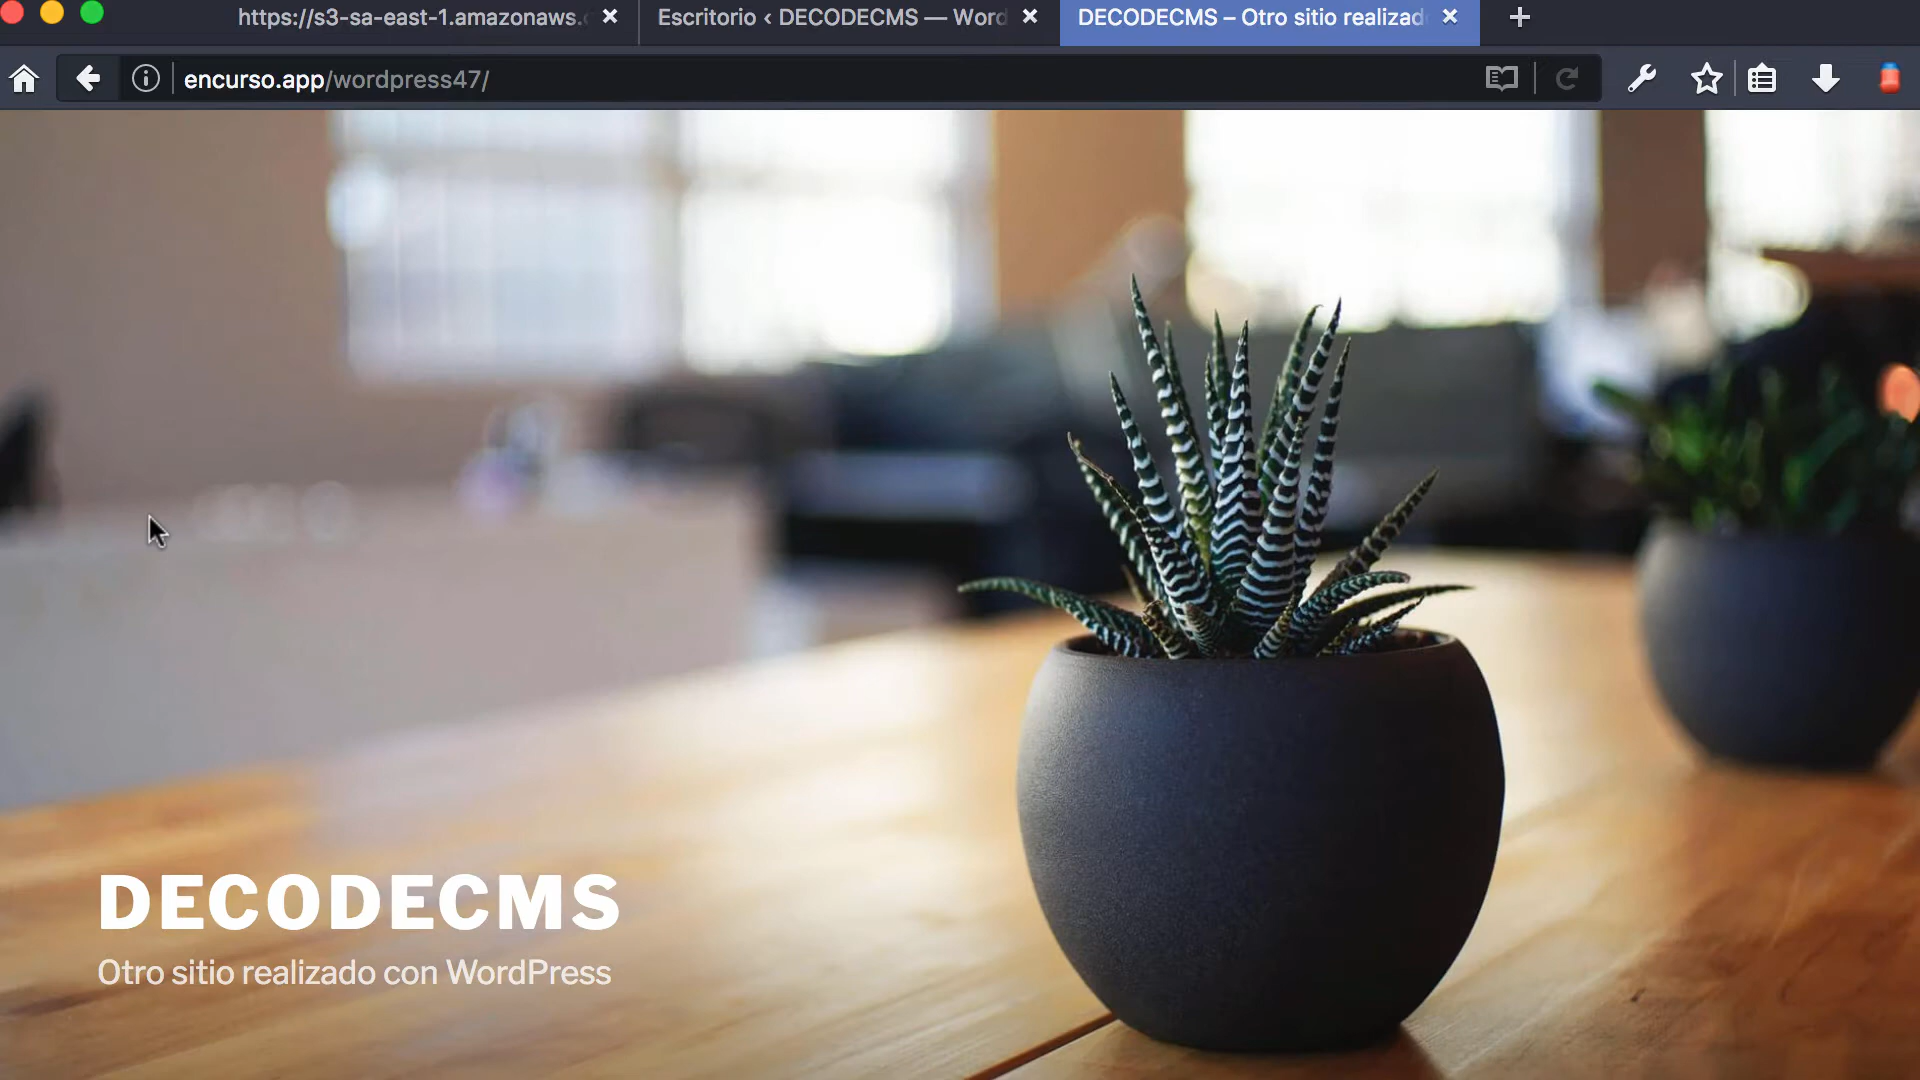 https://s3-sa-east-1.amazonaws.
Escritorio ‹ DECODECMS — Word
DECODECMS – Otro sitio realizad
encurso.app/wordpress47/
DECODECMS
Otro sitio realizado con WordPress